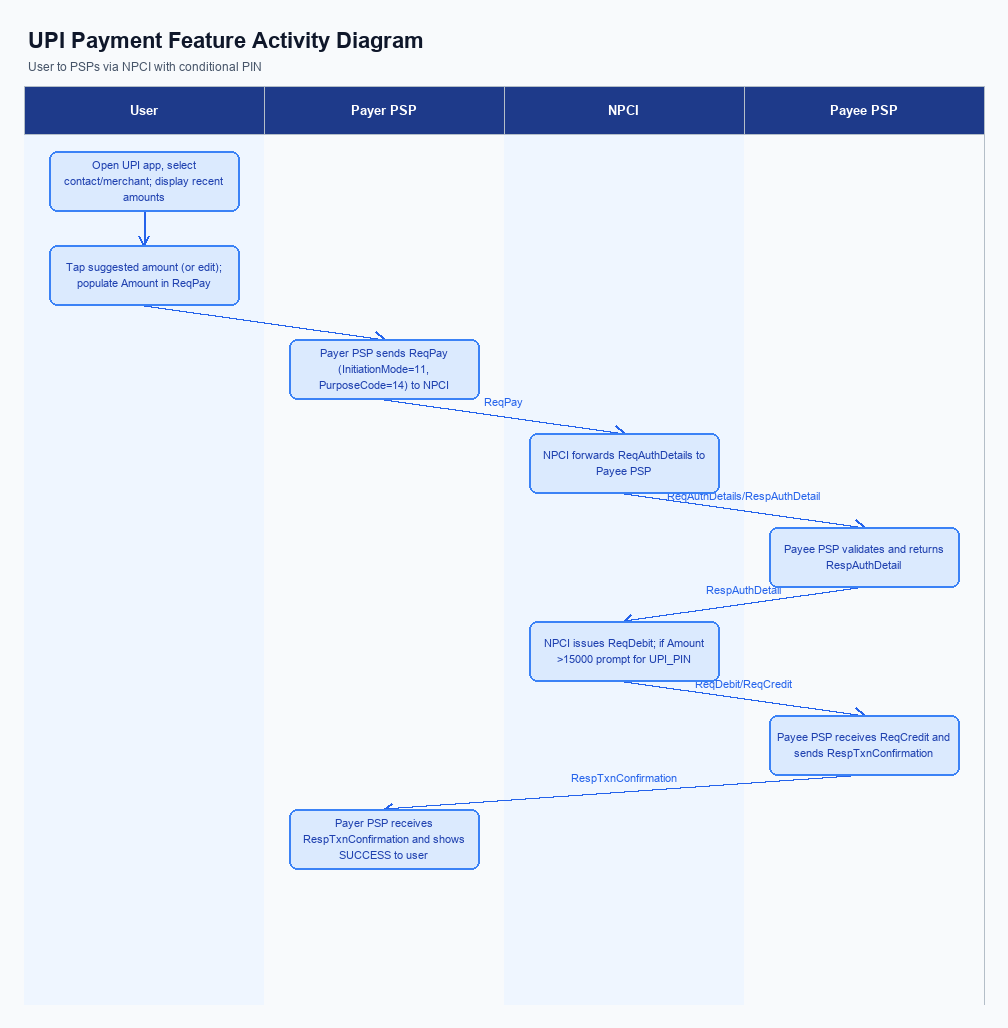 UPI Payment Feature Activity Diagram
User to PSPs via NPCI with conditional PIN
User
Payer PSP
NPCI
Payee PSP
Open UPI app, select
contact/merchant; display recent
amounts
Tap suggested amount (or edit);
populate Amount in ReqPay
Payer PSP sends ReqPay
(InitiationMode=11,
PurposeCode=14) to NPCI
ReqPay
NPCI forwards ReqAuthDetails to
Payee PSP
ReqAuthDetails/RespAuthDetail
Payee PSP validates and returns
RespAuthDetail
RespAuthDetail
NPCI issues ReqDebit; if Amount
>15000 prompt for UPI_PIN
ReqDebit/ReqCredit
Payee PSP receives ReqCredit and
sends RespTxnConfirmation
RespTxnConfirmation
Payer PSP receives
RespTxnConfirmation and shows
SUCCESS to user